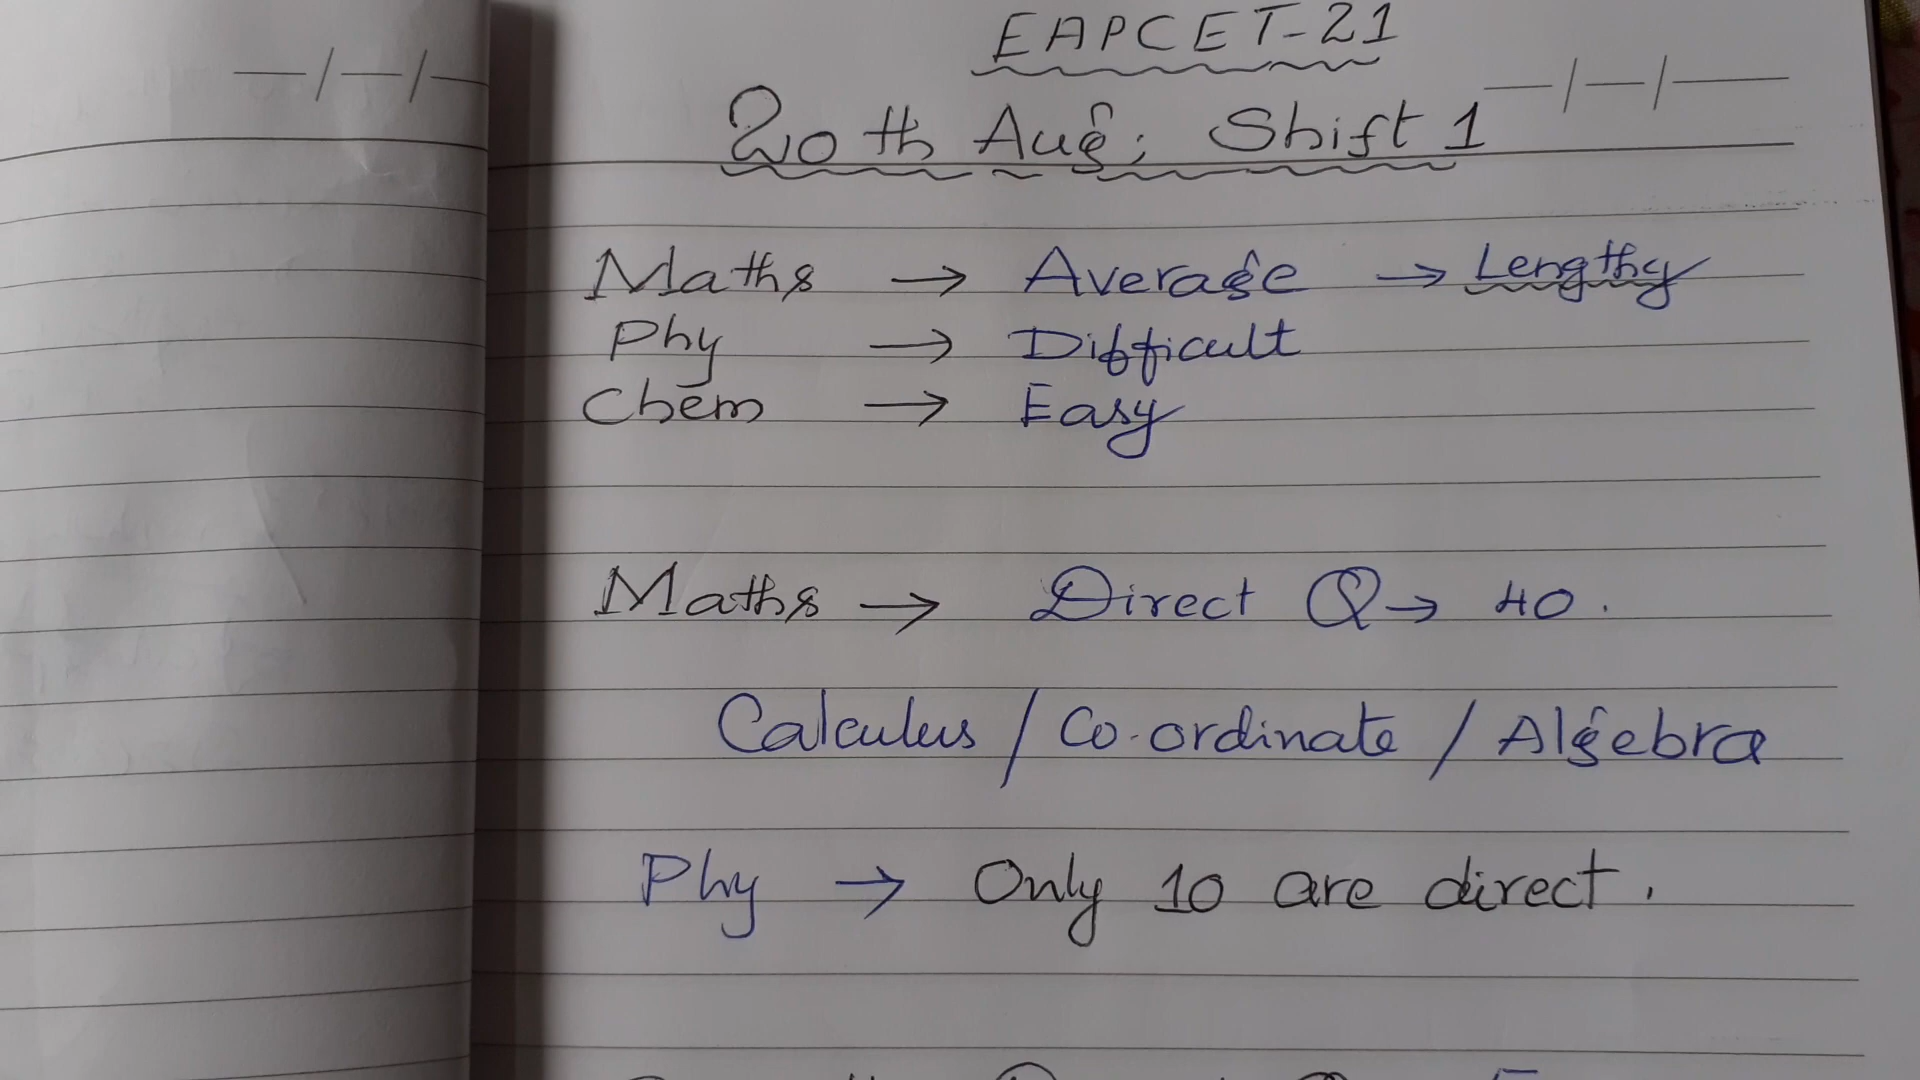 EAPCET-21
20th Aug; Shift 1
Maths → Average → Lengthy
Phy → Difficult
Chem → Easy
Maths → Direct Q → 40.
Calculus / Co-ordinate / Algebra
Phy → Only 10 are direct.